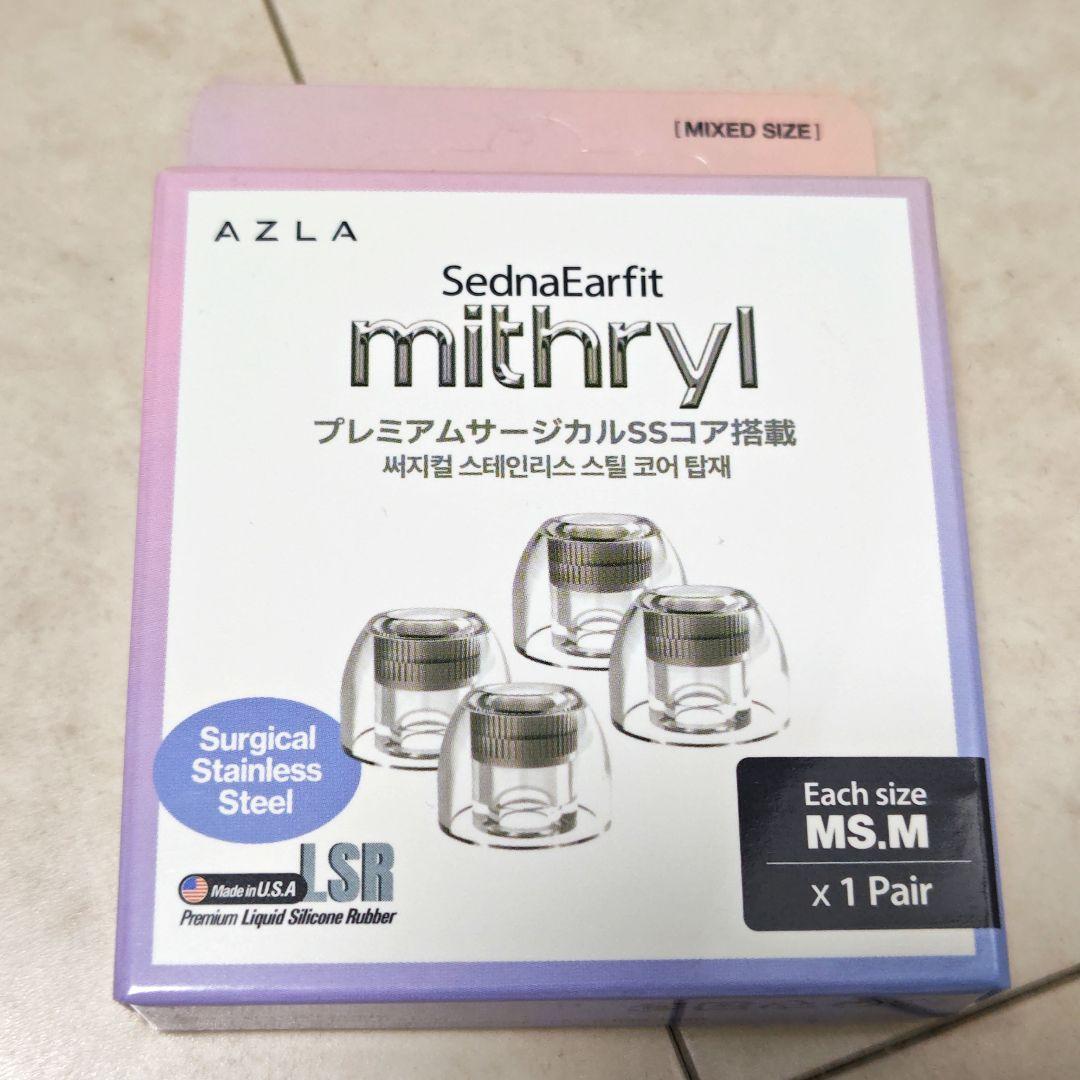 [MIXED SIZE]
AZLA
SednaEarfit
mithryl
プレミアムサージカルSSコア搭載
써지컬 스테인리스 스틸 코어 탑재
Surgical
Stainless
Steel
Made in U.S.A
LSR
Premium Liquid Silicone Rubber
Each size
MS.M
x 1 Pair